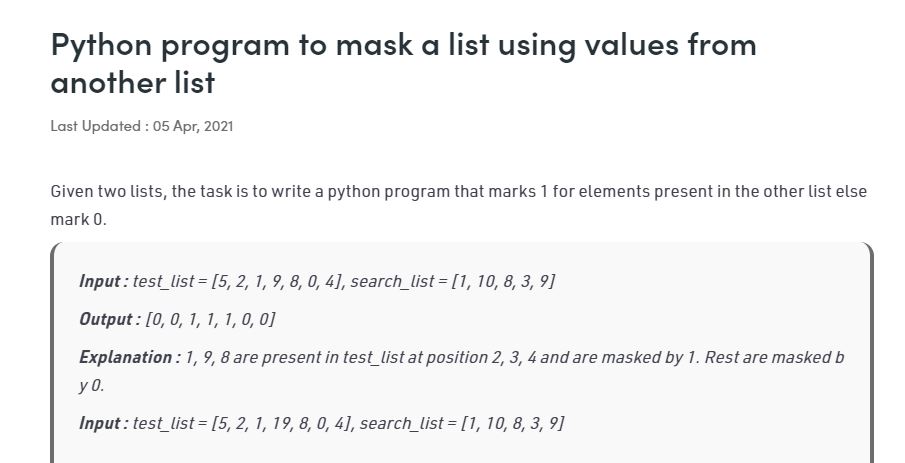 Python program to mask a list using values from
another list
Last Updated : 05 Apr, 2021
Given two lists, the task is to write a python program that marks 1 for elements present in the other list else
mark 0.
Input : test_list = [5, 2, 1, 9, 8, 0, 4], search_list = [1, 10, 8, 3, 9]
Output : [0, 0, 1, 1, 1, 0, 0]
Explanation : 1, 9, 8 are present in test_list at position 2, 3, 4 and are masked by 1. Rest are masked b
y 0.
Input : test_list = [5, 2, 1, 19, 8, 0, 4], search_list = [1, 10, 8, 3, 9]